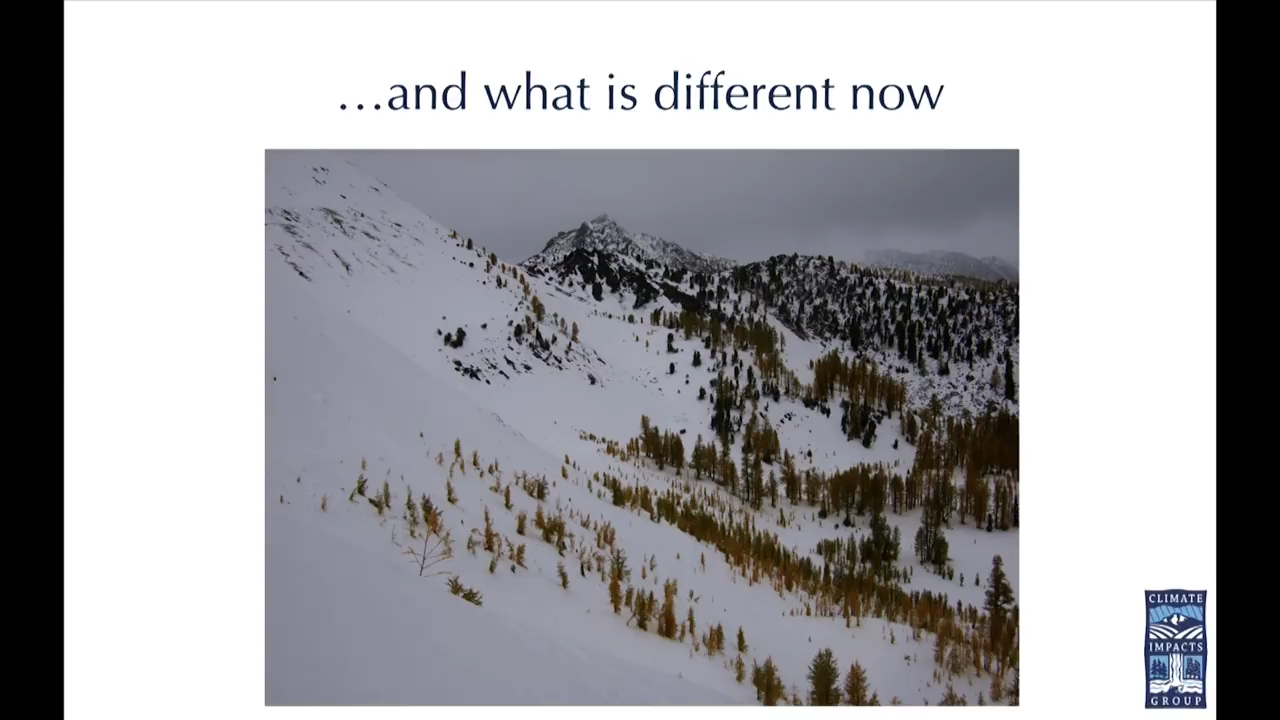 …and what is different now
CLIMATE
IMPACTS
GROUP